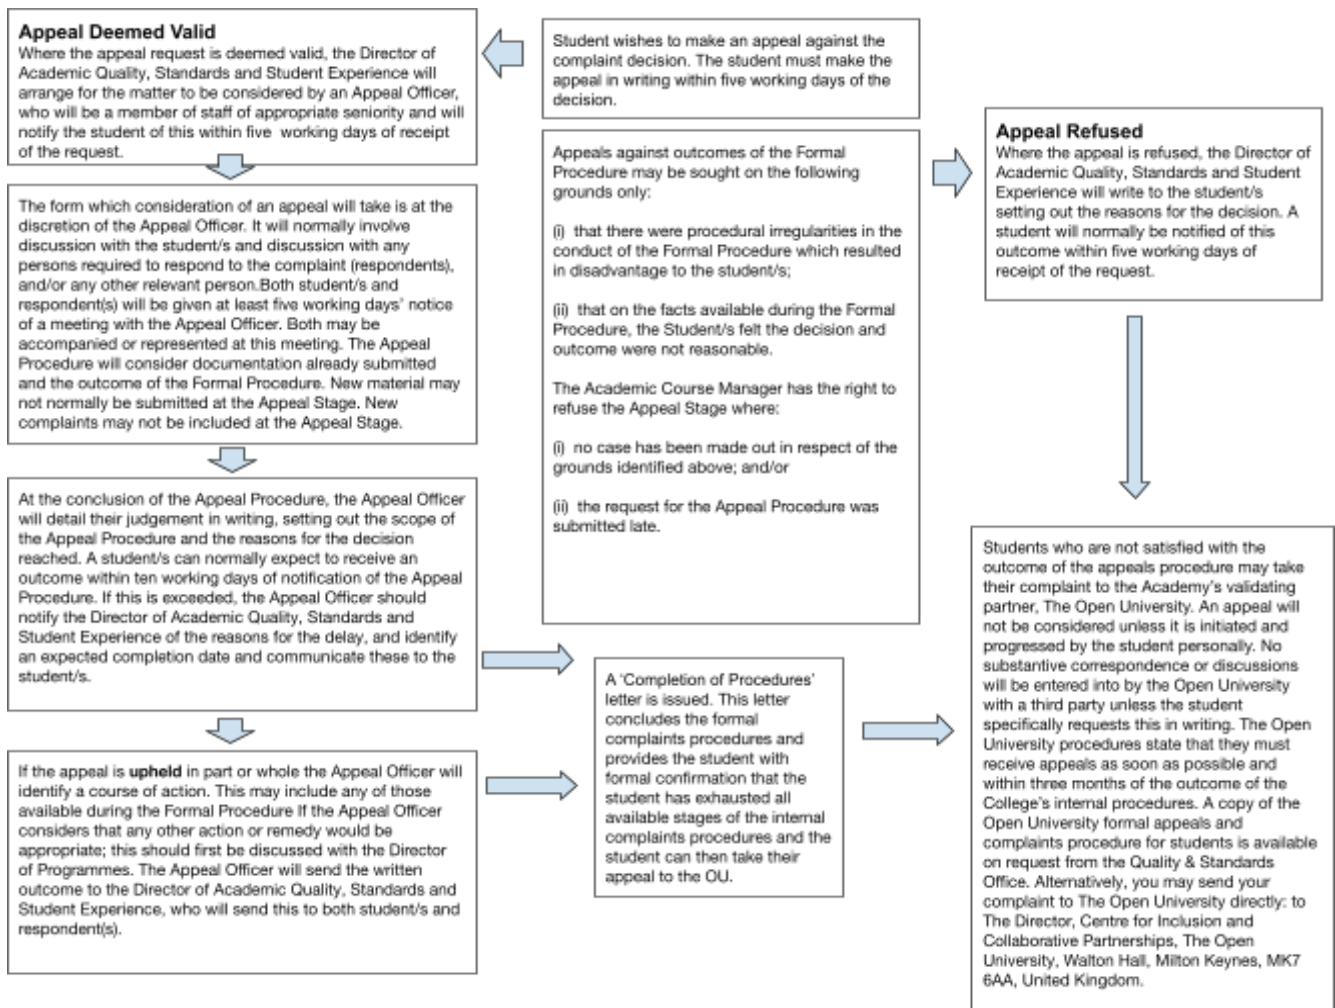 Appeal Deemed Valid
Where the appeal request is deemed valid, the Director of
Academic Quality, Standards and Student Experience will
arrange for the matter to be considered by an Appeal Officer,
who will be a member of staff of appropriate seniority and will
notify the student of this within five  working days of receipt
of the request.
The form which consideration of an appeal will take is at the
discretion of the Appeal Officer. It will normally involve
discussion with the student/s and discussion with any
persons required to respond to the complaint (respondents),
and/or any other relevant person.Both student/s and
respondent(s) will be given at least five working days' notice
of a meeting with the Appeal Officer. Both may be
accompanied or represented at this meeting. The Appeal
Procedure will consider documentation already submitted
and the outcome of the Formal Procedure. New material may
not normally be submitted at the Appeal Stage. New
complaints may not be included at the Appeal Stage.
At the conclusion of the Appeal Procedure, the Appeal Officer
will detail their judgement in writing, setting out the scope of
the Appeal Procedure and the reasons for the decision
reached. A student/s can normally expect to receive an
outcome within ten working days of notification of the Appeal
Procedure. If this is exceeded, the Appeal Officer should
notify the Director of Academic Quality, Standards and
Student Experience of the reasons for the delay, and identify
an expected completion date and communicate these to the
student/s.
If the appeal is upheld in part or whole the Appeal Officer will
identify a course of action. This may include any of those
available during the Formal Procedure If the Appeal Officer
considers that any other action or remedy would be
appropriate; this should first be discussed with the Director
of Programmes. The Appeal Officer will send the written
outcome to the Director of Academic Quality, Standards and
Student Experience, who will send this to both student/s and
respondent(s).
Student wishes to make an appeal against the
complaint decision. The student must make the
appeal in writing within five working days of the
decision.
Appeals against outcomes of the Formal
Procedure may be sought on the following
grounds only:
(i)  that there were procedural irregularities in the
conduct of the Formal Procedure which resulted
in disadvantage to the student/s;
(ii)  that on the facts available during the Formal
Procedure, the Student/s felt the decision and
outcome were not reasonable.
The Academic Course Manager has the right to
refuse the Appeal Stage where:
(i)  no case has been made out in respect of the
grounds identified above; and/or
(ii)  the request for the Appeal Procedure was
submitted late.
A 'Completion of Procedures'
letter is issued. This letter
concludes the formal
complaints procedures and
provides the student with
formal confirmation that the
student has exhausted all
available stages of the internal
complaints procedures and the
student can then take their
appeal to the OU.
Appeal Refused
Where the appeal is refused, the Director of
Academic Quality, Standards and Student
Experience will write to the student/s
setting out the reasons for the decision. A
student will normally be notified of this
outcome within five working days of
receipt of the request.
Students who are not satisfied with the
outcome of the appeals procedure may take
their complaint to the Academy's validating
partner, The Open University. An appeal will
not be considered unless it is initiated and
progressed by the student personally. No
substantive correspondence or discussions
will be entered into by the Open University
with a third party unless the student
specifically requests this in writing. The Open
University procedures state that they must
receive appeals as soon as possible and
within three months of the outcome of the
College's internal procedures. A copy of the
Open University formal appeals and
complaints procedure for students is available
on request from the Quality & Standards
Office. Alternatively, you may send your
complaint to The Open University directly: to
The Director, Centre for Inclusion and
Collaborative Partnerships, The Open
University, Walton Hall, Milton Keynes, MK7
6AA, United Kingdom.